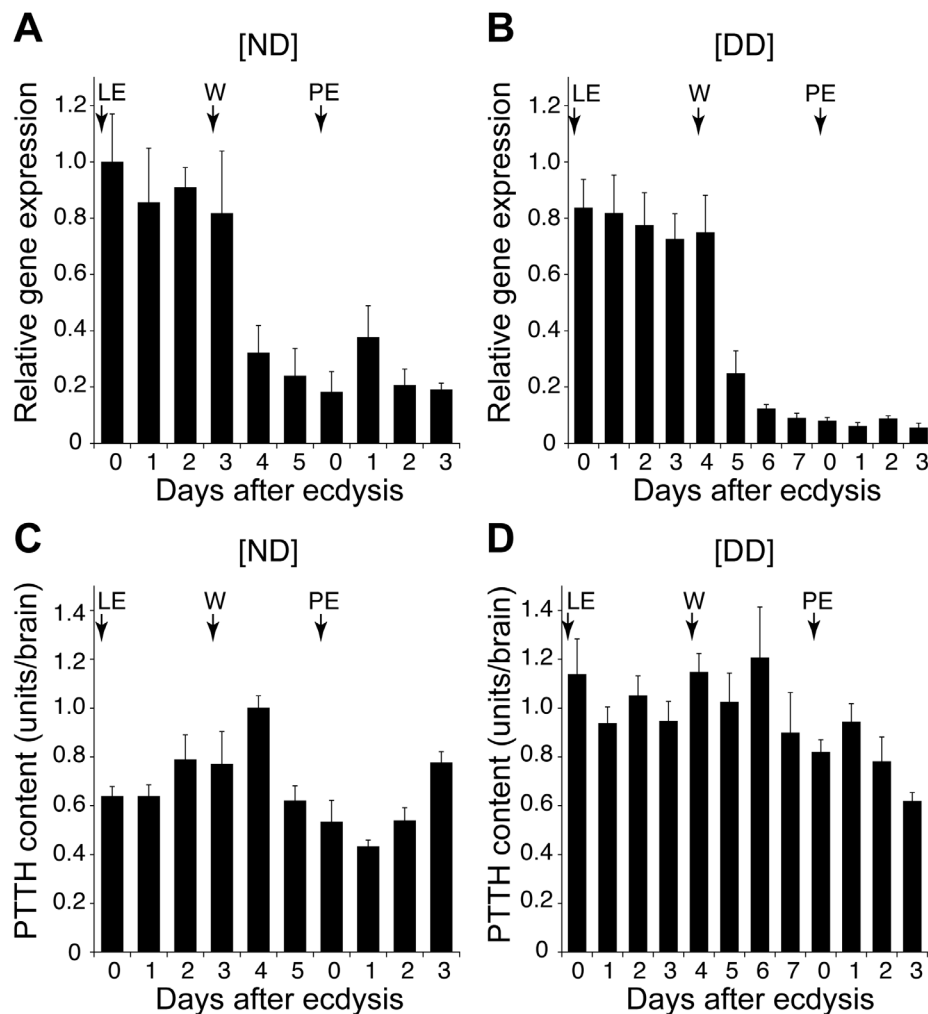 A
[ND]
LE W PE
Relative gene expression
1.2
1.0
0.8
0.6
0.4
0.2
0
0 1 2 3 4 5 0 1 2 3
Days after ecdysis
B
[DD]
LE W PE
Relative gene expression
1.2
1.0
0.8
0.6
0.4
0.2
0
0 1 2 3 4 5 6 7 0 1 2 3
Days after ecdysis
C
[ND]
LE W PE
PTTH content (units/brain)
1.4
1.2
1.0
0.8
0.6
0.4
0.2
0
0 1 2 3 4 5 0 1 2 3
Days after ecdysis
D
[DD]
LE W PE
PTTH content (units/brain)
1.4
1.2
1.0
0.8
0.6
0.4
0.2
0
0 1 2 3 4 5 6 7 0 1 2 3
Days after ecdysis